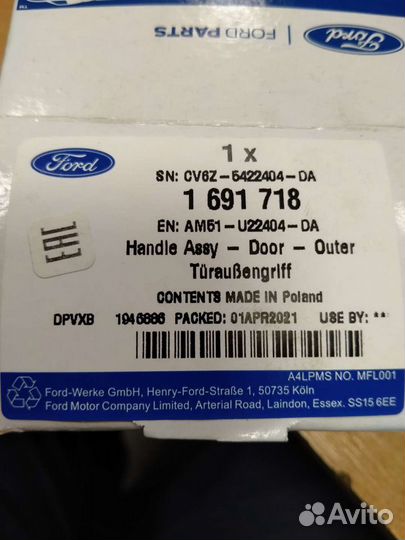 FORD PARTS
Ford
Ford
1 x
SN: CV6Z-5422404-DA
1 691 718
EN: AM51-U22404-DA
EAC
Handle Assy - Door - Outer
Türaußengriff
CONTENTS MADE IN Poland
DPVXB 1946886 PACKED: 01APR2021 USE BY: **
A4LPMS NO. MFL001
Ford-Werke GmbH, Henry-Ford-Straße 1, 50735 Köln
Ford Motor Company Limited, Arterial Road, Laindon, Essex. SS15 6EE
Avito